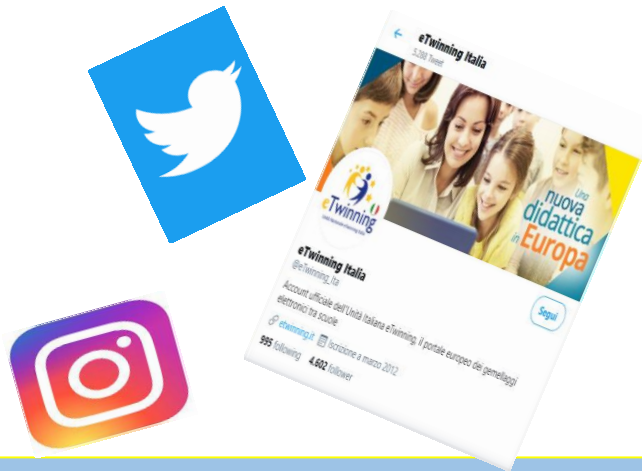 eTwinning Italia
5.288 Tweet
Una
nuova
didattica
in Europa
eTwinning
eTwinning Italia
@eTwinning_Ita
Segui
Account ufficiale dell'Unità Italiana eTwinning, il portale europeo dei gemellaggi
elettronici tra scuole
etwinning.it Iscrizione a marzo 2012
995 following 4.602 follower